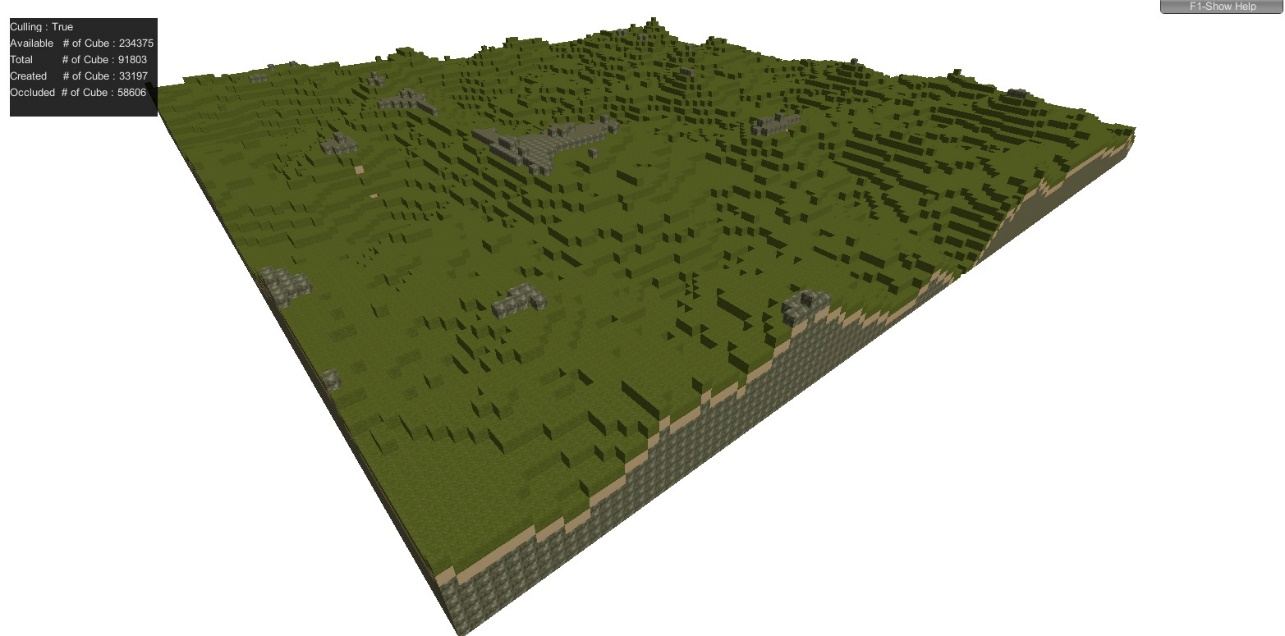 Culling : True
Available # of Cube : 234375
Total # of Cube : 91803
Created # of Cube : 33197
Occluded # of Cube : 58606
F1-Show Help